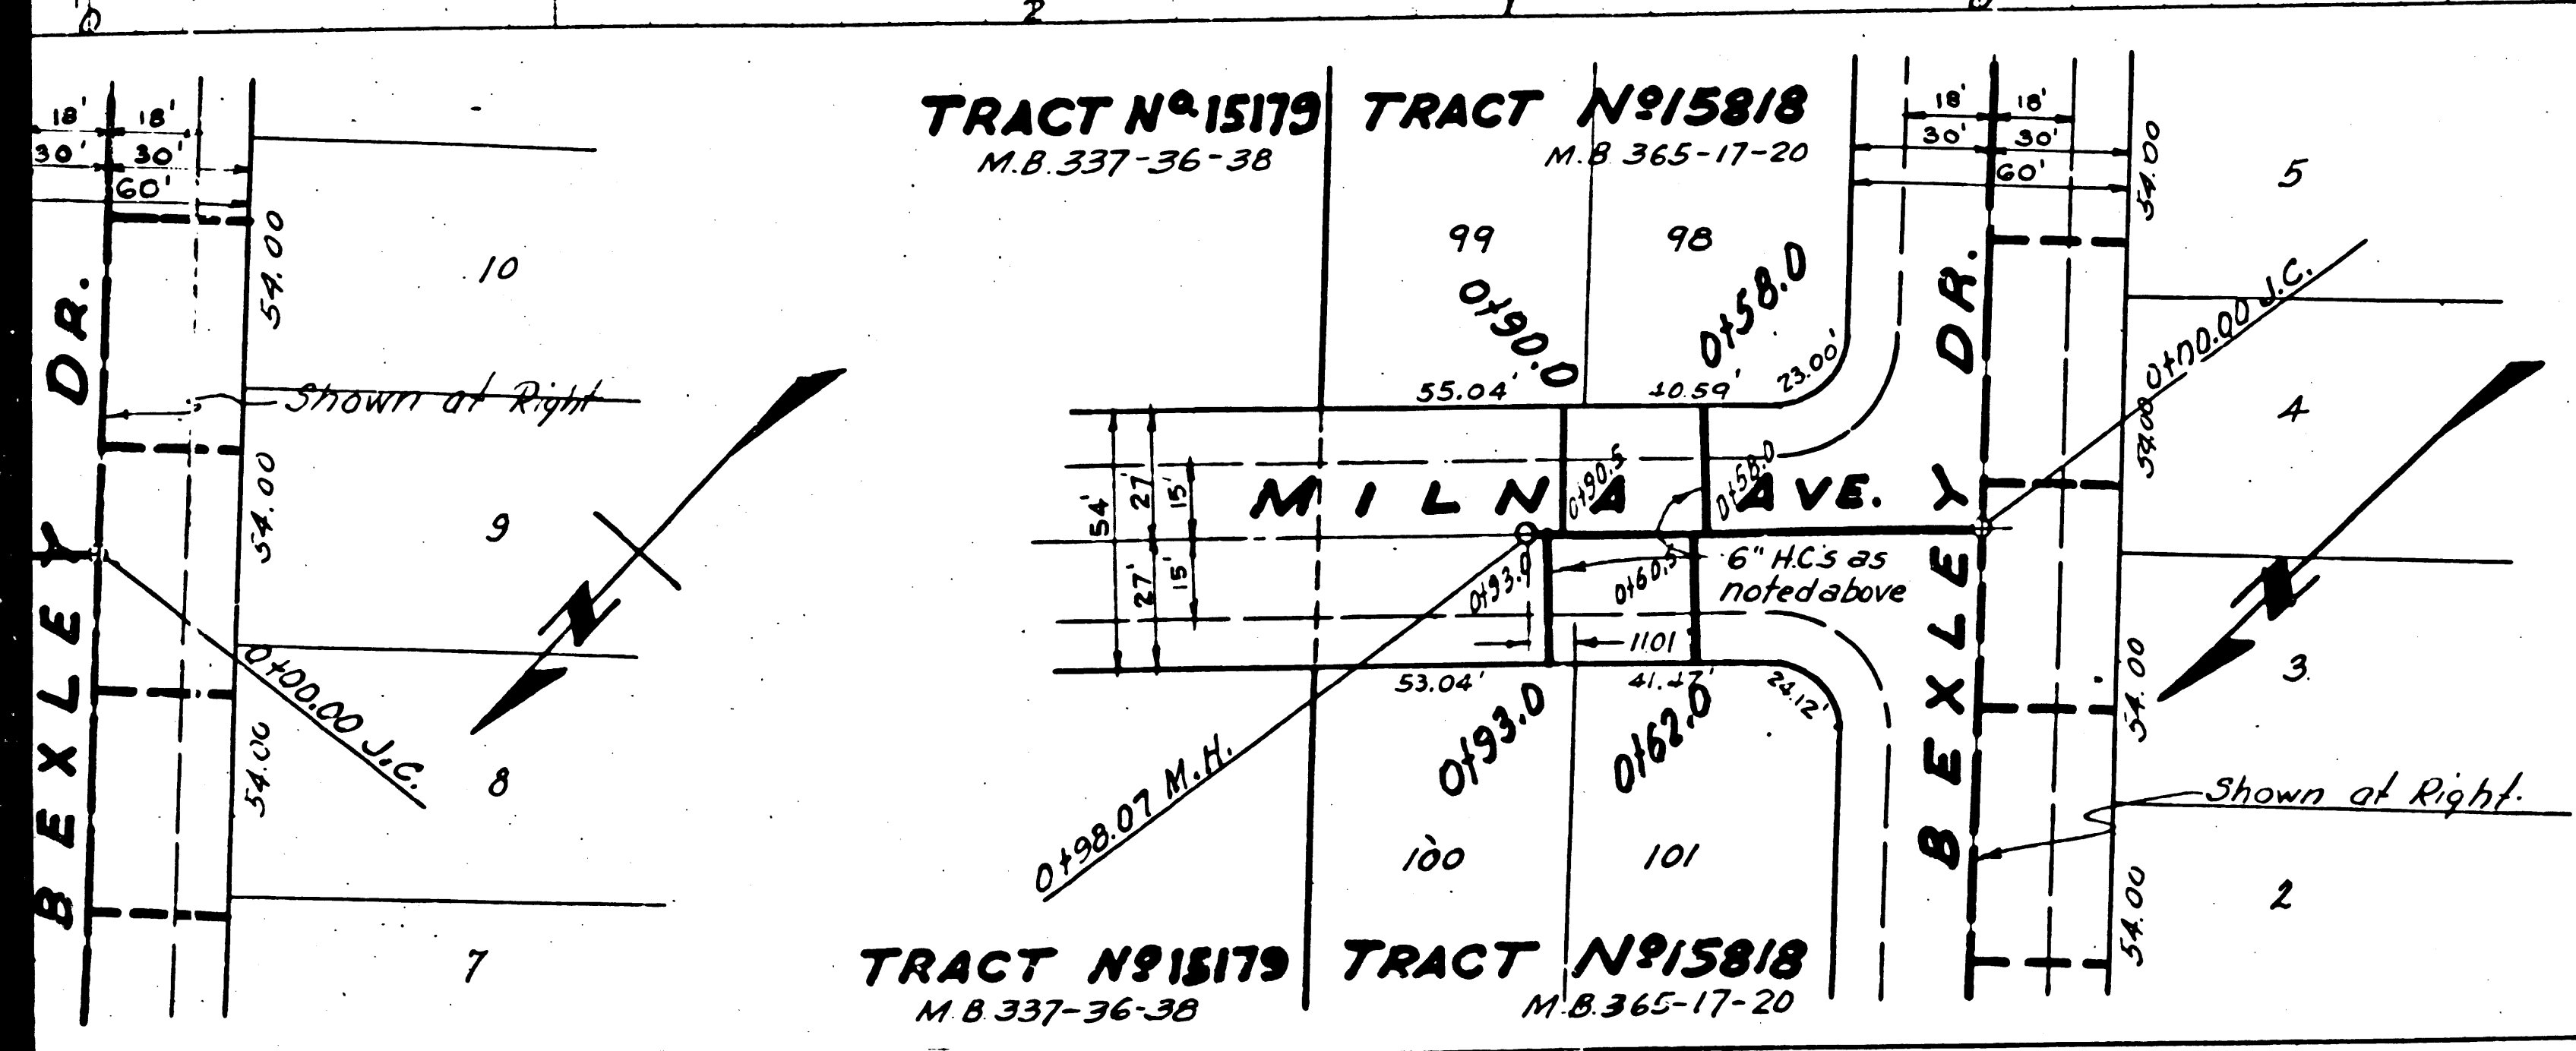 0
2
1
0
18'
18'
30'
30'
60'
54.00
10
BEXLEY DR.
Shown at Right
54.00
9
0+00.00 J.C.
54.00
8
7
TRACT No 15179
M.B. 337-36-38
TRACT No 15818
M.B. 365-17-20
99
98
0+90.0
0+58.0
55.04'
40.59'
23.00'
54'
27'
15'
27'
15'
MILNA AVE.
0+90.5
0+58.0
0+93.0
0+60.5
6" H.C.'s as
noted above
11.01
53.04'
41.47'
24.12'
0+93.0
0+62.0
0+98.07 M.H.
100
101
TRACT No 15179
M.B. 337-36-38
TRACT No 15818
M.B. 365-17-20
18'
18'
30'
30'
60'
54.00
5
BEXLEY DR.
0+00.00 J.C.
54.00
4
54.00
3
Shown at Right.
54.00
2
N
N